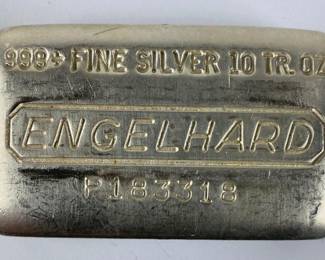 999+ FINE SILVER 10 TR. OZ
ENGELHARD
P183318